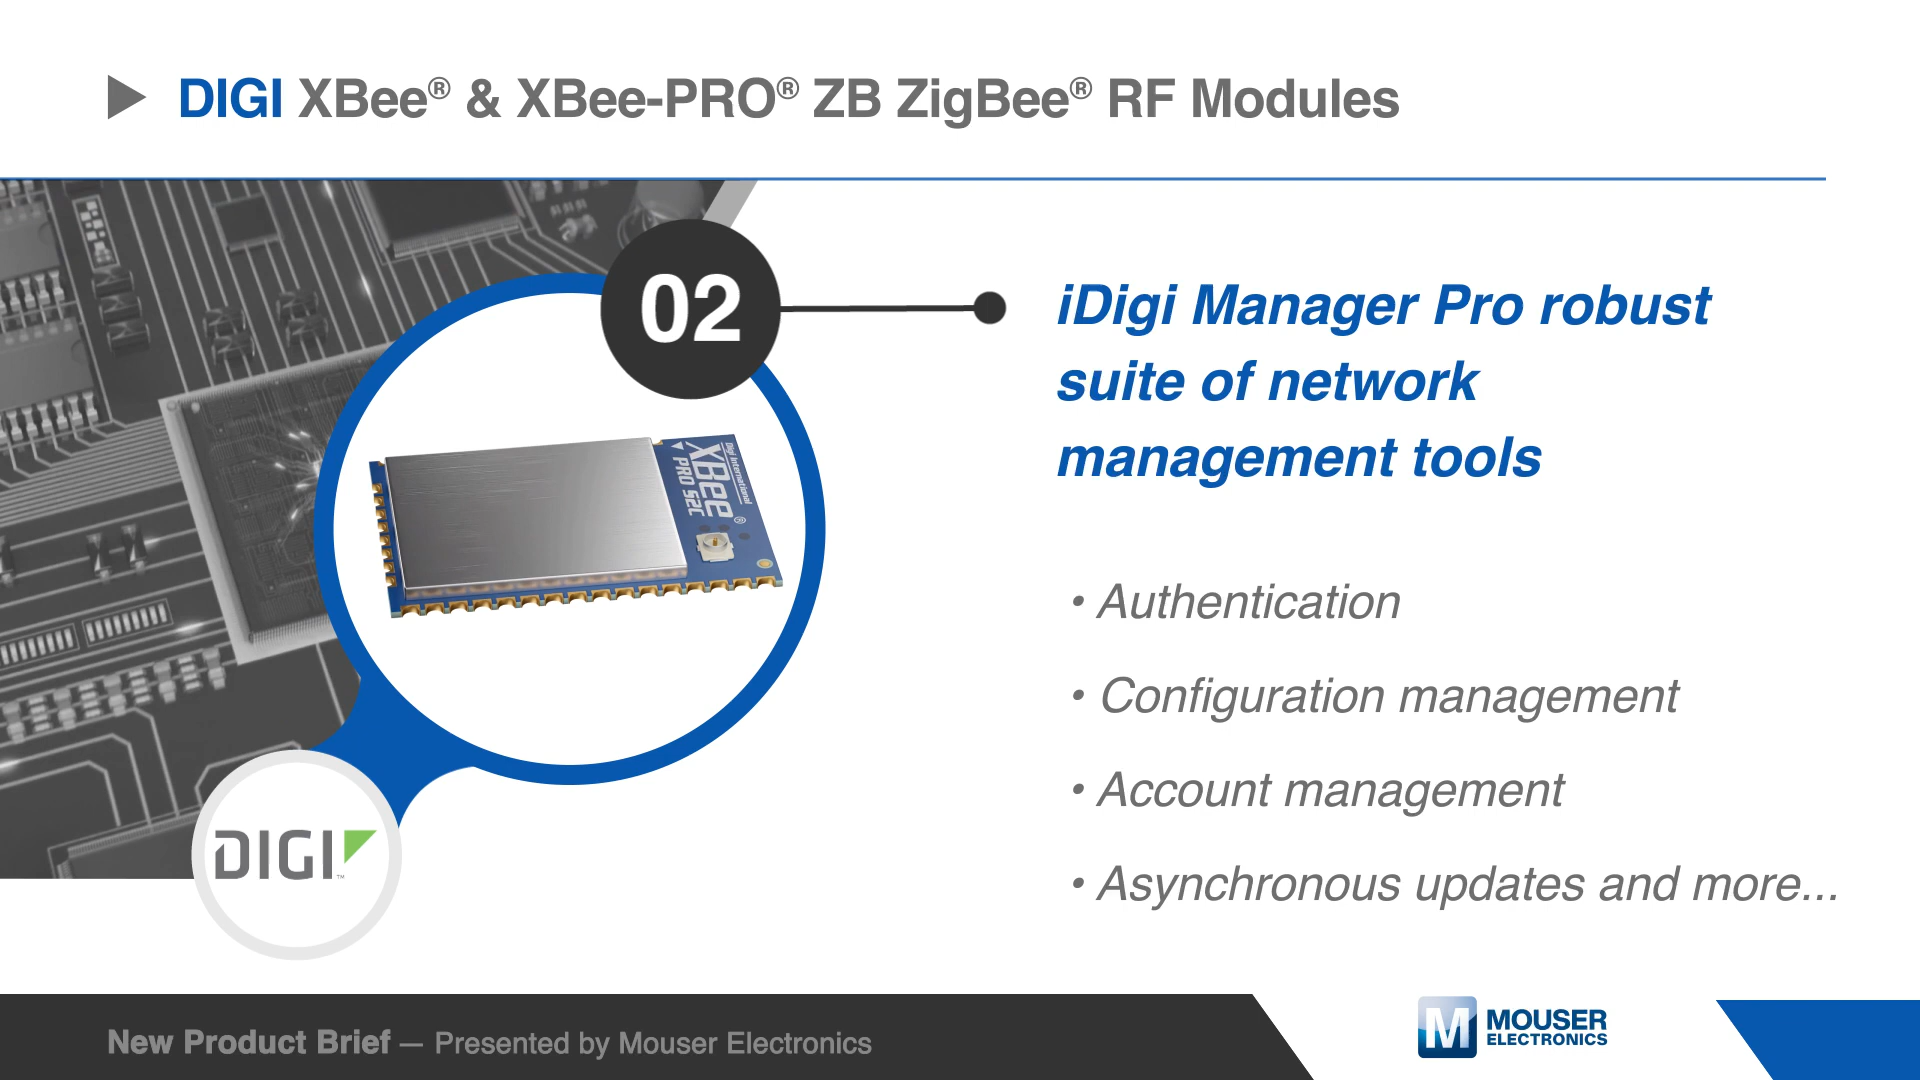 DIGI XBee® & XBee-PRO® ZB ZigBee® RF Modules
02
iDigi Manager Pro robust
suite of network
management tools
Digi International
XBee®
PRO S2C
• Authentication
• Configuration management
• Account management
• Asynchronous updates and more...
DIGI™
New Product Brief — Presented by Mouser Electronics
M MOUSER
ELECTRONICS